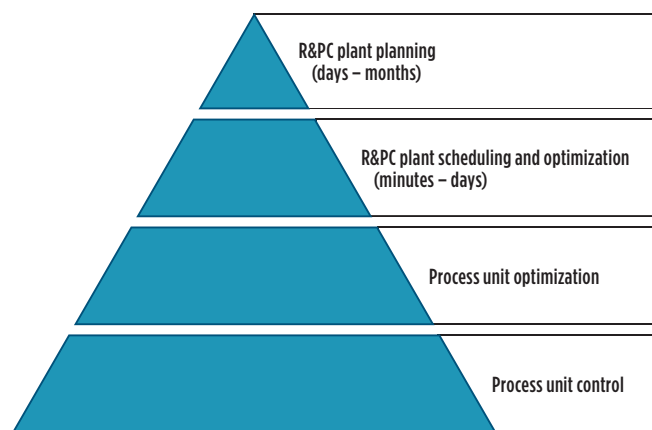 R&PC plant planning
(days – months)
R&PC plant scheduling and optimization
(minutes – days)
Process unit optimization
Process unit control